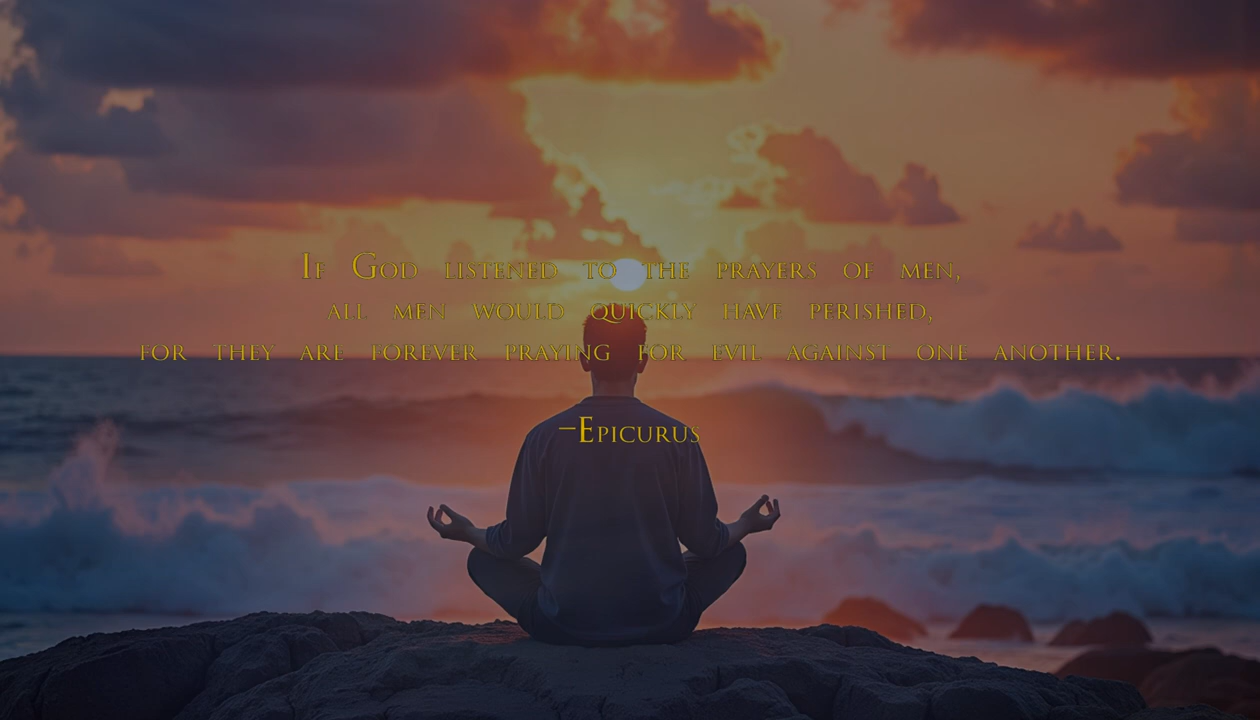 If God listened to the prayers of men,
all men would quickly have perished,
for they are forever praying for evil against one another.
–Epicurus